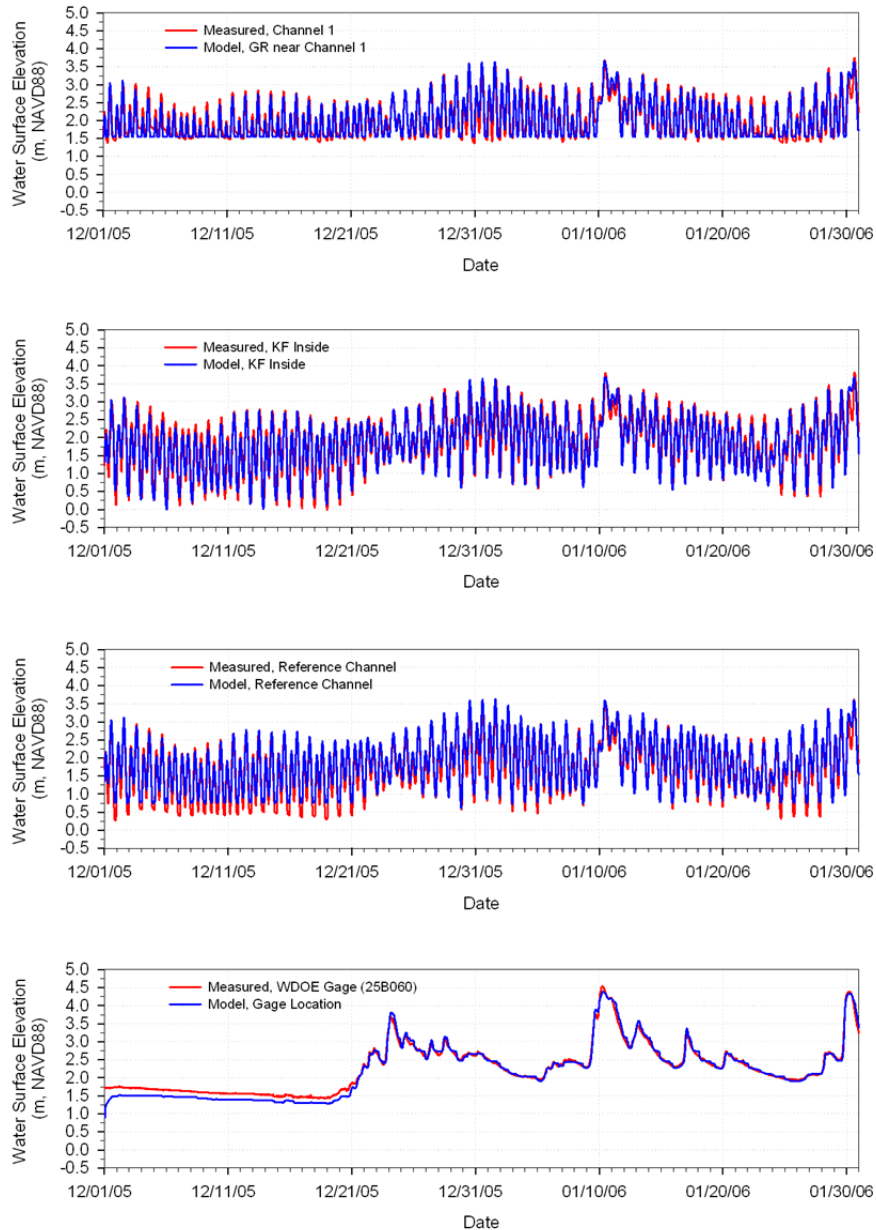 Water Surface Elevation
(m, NAVD88)
5.0
4.5
4.0
3.5
3.0
2.5
2.0
1.5
1.0
0.5
0.0
-0.5
Measured, Channel 1
Model, GR near Channel 1
12/01/05 12/11/05 12/21/05 12/31/05 01/10/06 01/20/06 01/30/06
Date
Water Surface Elevation
(m, NAVD88)
5.0
4.5
4.0
3.5
3.0
2.5
2.0
1.5
1.0
0.5
0.0
-0.5
Measured, KF Inside
Model, KF Inside
12/01/05 12/11/05 12/21/05 12/31/05 01/10/06 01/20/06 01/30/06
Date
Water Surface Elevation
(m, NAVD88)
5.0
4.5
4.0
3.5
3.0
2.5
2.0
1.5
1.0
0.5
0.0
-0.5
Measured, Reference Channel
Model, Reference Channel
12/01/05 12/11/05 12/21/05 12/31/05 01/10/06 01/20/06 01/30/06
Date
Water Surface Elevation
(m, NAVD88)
5.0
4.5
4.0
3.5
3.0
2.5
2.0
1.5
1.0
0.5
0.0
-0.5
Measured, WDOE Gage (25B060)
Model, Gage Location
12/01/05 12/11/05 12/21/05 12/31/05 01/10/06 01/20/06 01/30/06
Date